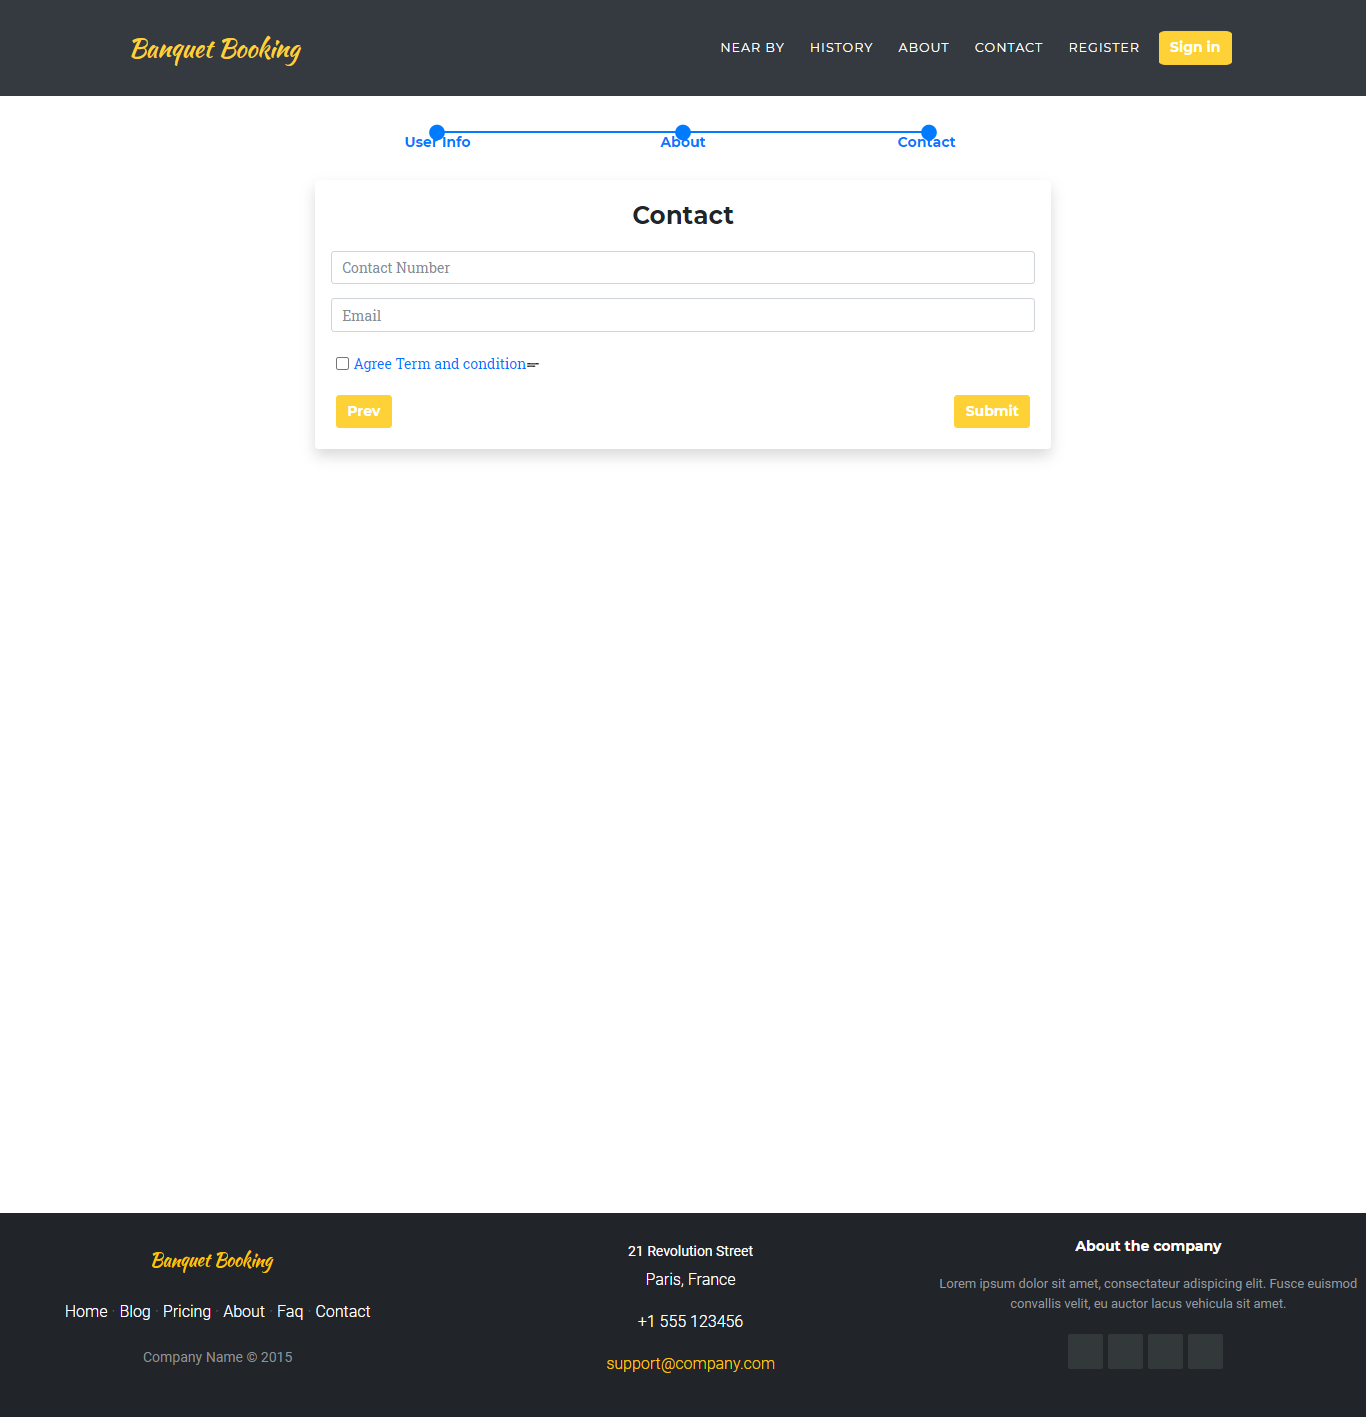 Banquet Booking
NEAR BY HISTORY ABOUT CONTACT REGISTER Sign in
User Info About Contact
Contact
Contact Number
Email
Agree Term and condition
Prev Submit
Banquet Booking
Home · Blog · Pricing · About · Faq · Contact
Company Name © 2015
21 Revolution Street
Paris, France
+1 555 123456
support@company.com
About the company
Lorem ipsum dolor sit amet, consectateur adispicing elit. Fusce euismod
convallis velit, eu auctor lacus vehicula sit amet.